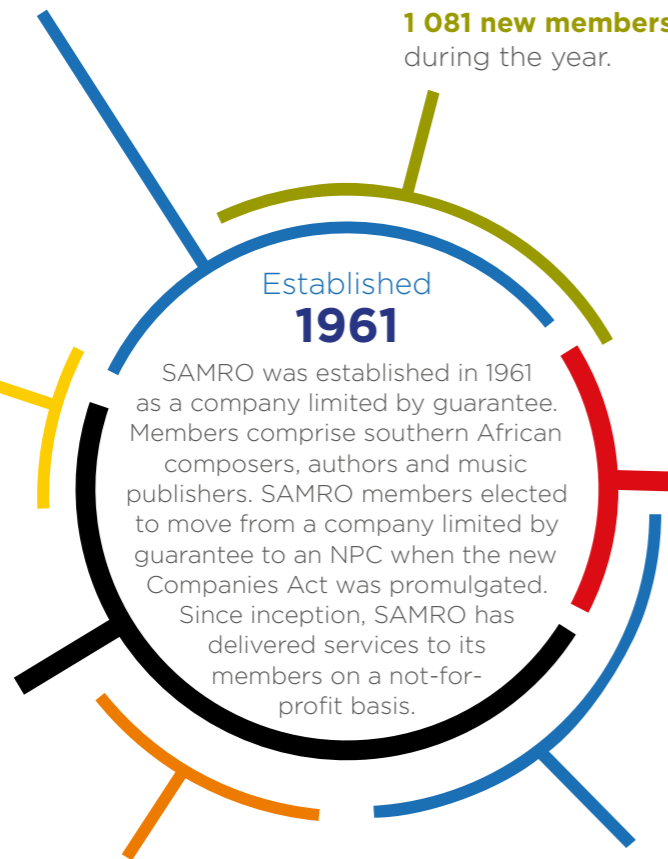 1 081 new members
during the year.
Established
1961
SAMRO was established in 1961
as a company limited by guarantee.
Members comprise southern African
composers, authors and music
publishers. SAMRO members elected
to move from a company limited by
guarantee to an NPC when the new
Companies Act was promulgated.
Since inception, SAMRO has
delivered services to its
members on a not-for-
profit basis.